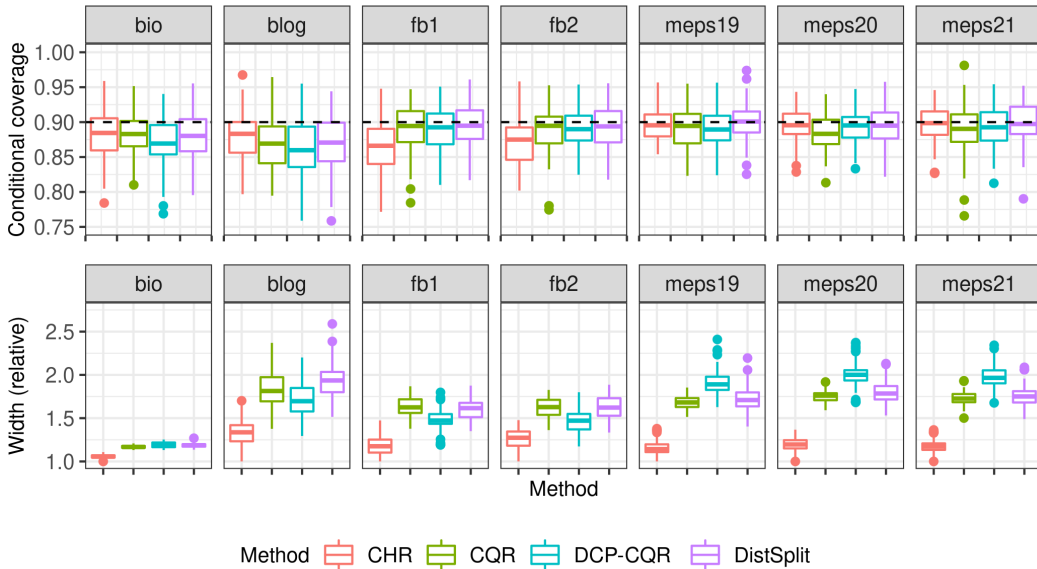 bio blog fb1 fb2 meps19 meps20 meps21
Conditional coverage
1.00
0.95
0.90
0.85
0.80
0.75
bio blog fb1 fb2 meps19 meps20 meps21
Width (relative)
2.5
2.0
1.5
1.0
Method
Method CHR CQR DCP-CQR DistSplit